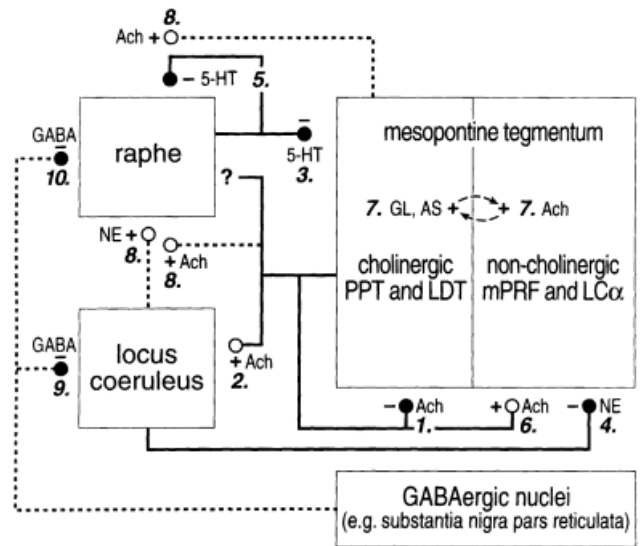 8.
Ach +
– 5-HT 5.
GABA
–
10.
raphe
–
5-HT
3.
?
mesopontine tegmentum
7. GL, AS +
+ 7. Ach
cholinergic
PPT and LDT
non-cholinergic
mPRF and LCα
NE +
8.
+ Ach
8.
GABA
–
9.
locus
coeruleus
+ Ach
2.
– Ach
1.
+ Ach
6.
– NE
4.
GABAergic nuclei
(e.g. substantia nigra pars reticulata)